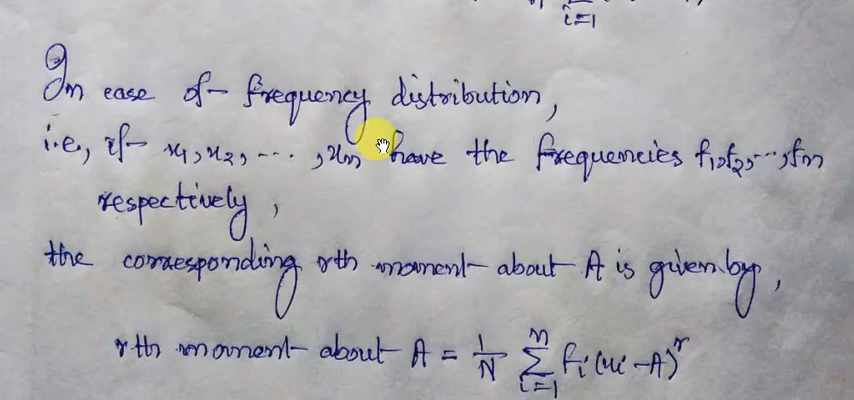 i=1
In case of frequency distribution,
i.e., if x₁, x₂, ...., xₙ have the frequencies f₁, f₂, ..., fₙ
respectively,
the corresponding rth moment about A is given by,
rth moment about A = 1/N n∑i=1 fᵢ (xᵢ - A)ʳ